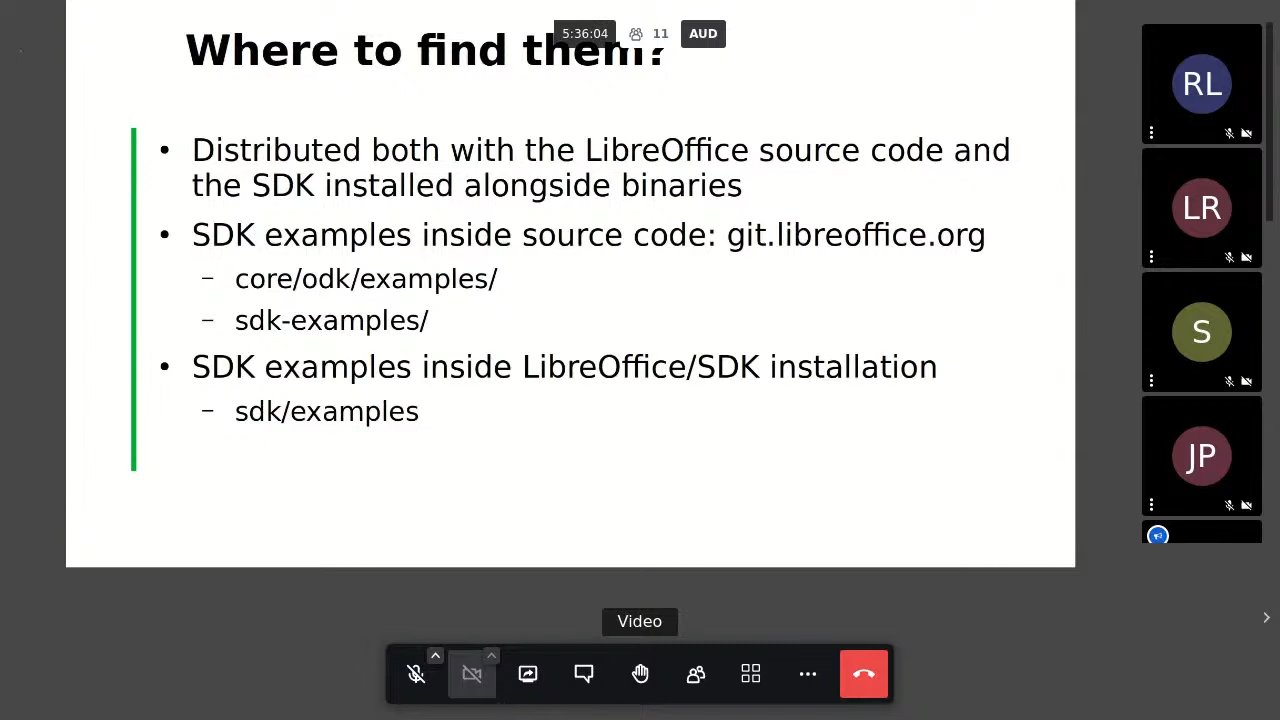 5:36:04 11 AUD
Where to find them?
• Distributed both with the LibreOffice source code and
the SDK installed alongside binaries
• SDK examples inside source code: git.libreoffice.org
– core/odk/examples/
– sdk-examples/
• SDK examples inside LibreOffice/SDK installation
– sdk/examples
RL
LR
S
JP
Video